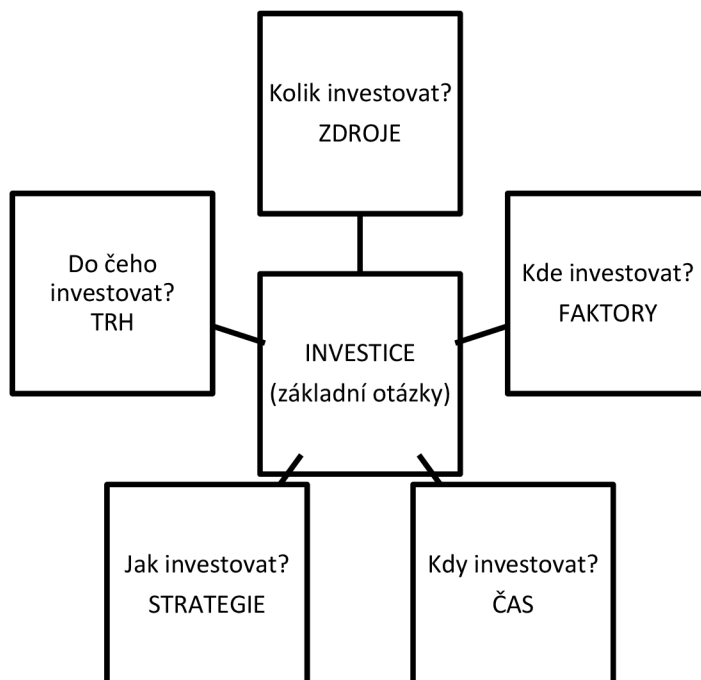 Kolik investovat?
ZDROJE
Do čeho
investovat?
TRH
Kde investovat?
FAKTORY
INVESTICE
(základní otázky)
Jak investovat?
STRATEGIE
Kdy investovat?
ČAS